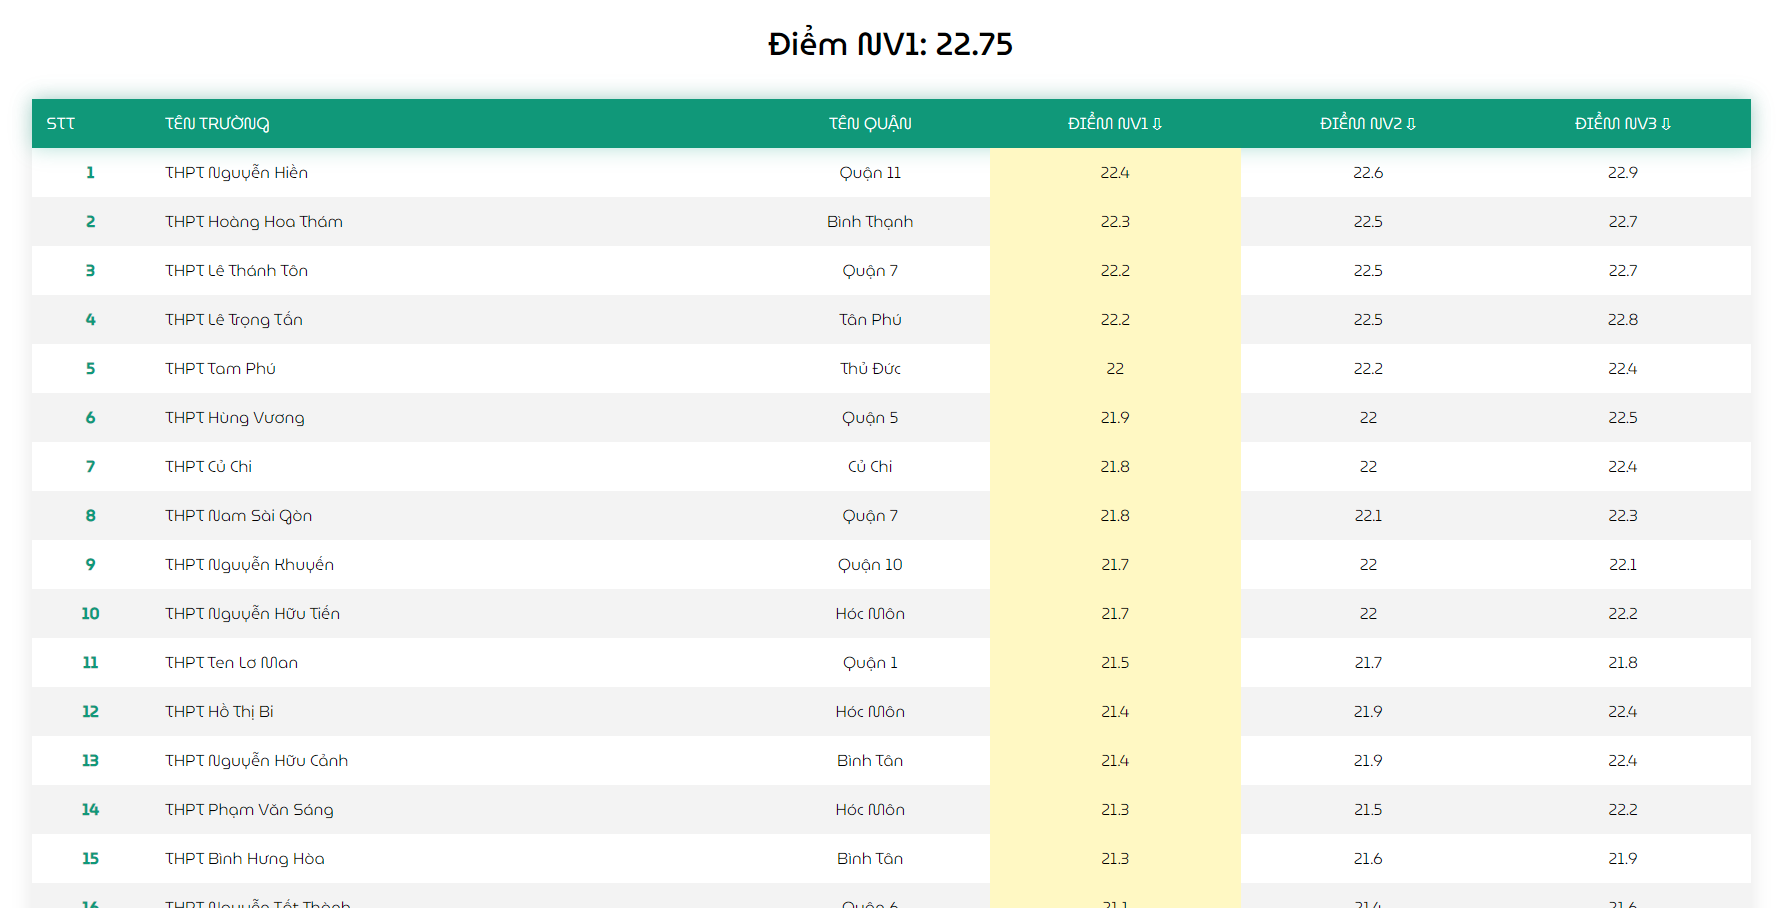 Điểm NV1: 22.75
STT TÊN TRƯỜNG TÊN QUẬN ĐIỂM NV1 ⇩ ĐIỂM NV2 ⇩ ĐIỂM NV3 ⇩
1 THPT Nguyễn Hiền Quận 11 22.4 22.6 22.9
2 THPT Hoàng Hoa Thám Bình Thạnh 22.3 22.5 22.7
3 THPT Lê Thánh Tôn Quận 7 22.2 22.5 22.7
4 THPT Lê Trọng Tấn Tân Phú 22.2 22.5 22.8
5 THPT Tam Phú Thủ Đức 22 22.2 22.4
6 THPT Hùng Vương Quận 5 21.9 22 22.5
7 THPT Củ Chi Củ Chi 21.8 22 22.4
8 THPT Nam Sài Gòn Quận 7 21.8 22.1 22.3
9 THPT Nguyễn Khuyến Quận 10 21.7 22 22.1
10 THPT Nguyễn Hữu Tiến Hóc Môn 21.7 22 22.2
11 THPT Ten Lơ Man Quận 1 21.5 21.7 21.8
12 THPT Hồ Thị Bi Hóc Môn 21.4 21.9 22.4
13 THPT Nguyễn Hữu Cảnh Bình Tân 21.4 21.9 22.4
14 THPT Phạm Văn Sáng Hóc Môn 21.3 21.5 22.2
15 THPT Bình Hưng Hòa Bình Tân 21.3 21.6 21.9
16 THPT Nguyễn Tất Thành Quận 6 21.1 21.4 21.6